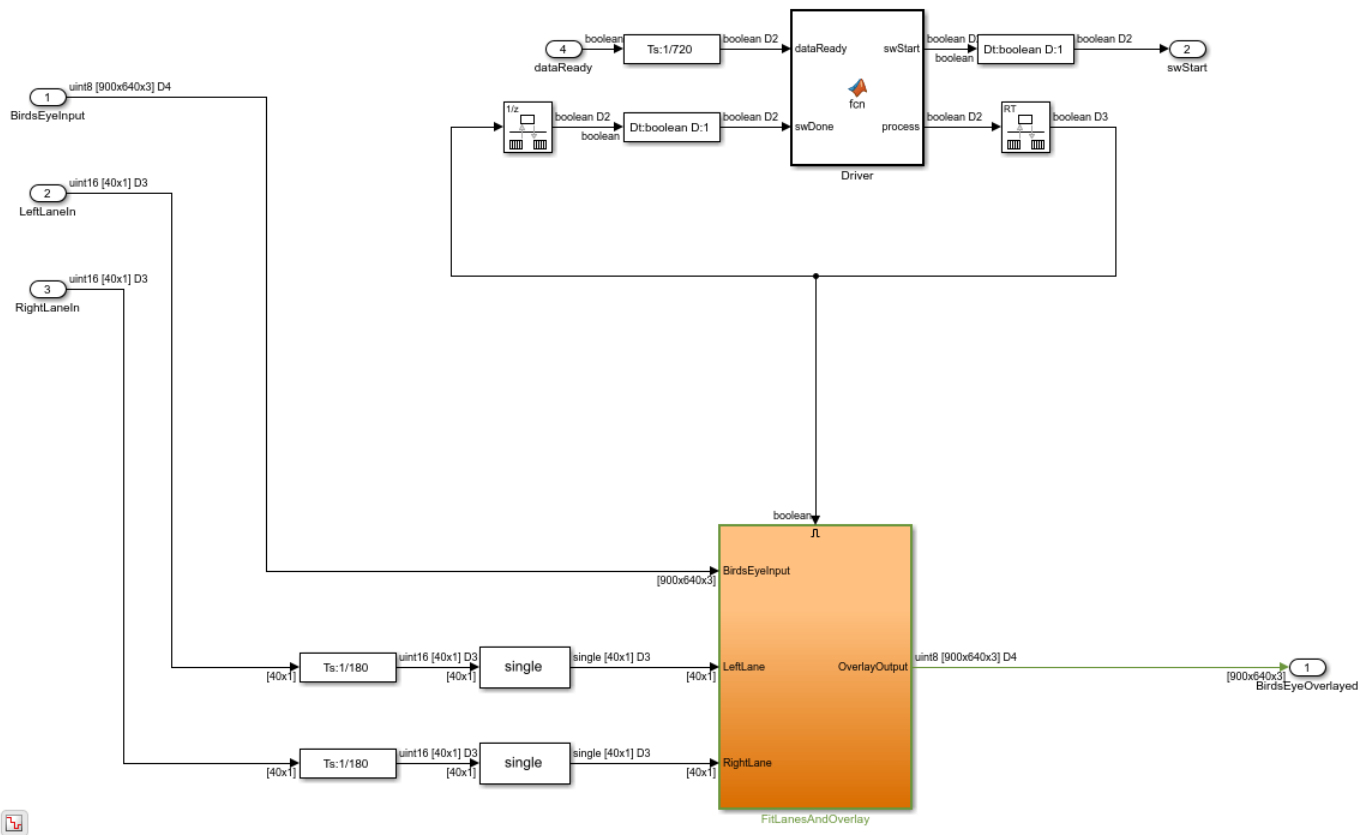 4
boolean
Ts:1/720
boolean D2
dataReady
dataReady
swStart
fcn
swDone
process
Driver
boolean D
boolean
Dt:boolean D:1
boolean D2
2
swStart
1/z
boolean D2
boolean
Dt:boolean D:1
boolean D2
boolean D2
RT
boolean D3
1
uint8 [900x640x3] D4
BirdsEyeInput
2
uint16 [40x1] D3
LeftLaneIn
3
uint16 [40x1] D3
RightLaneIn
boolean
[900x640x3]
BirdsEyeInput
[40x1]
Ts:1/180
uint16 [40x1] D3
[40x1]
single
single [40x1] D3
[40x1]
LeftLane
OverlayOutput
uint8 [900x640x3] D4
[900x640x3]
1
BirdsEyeOverlayed
[40x1]
Ts:1/180
uint16 [40x1] D3
[40x1]
single
single [40x1] D3
[40x1]
RightLane
FitLanesAndOverlay